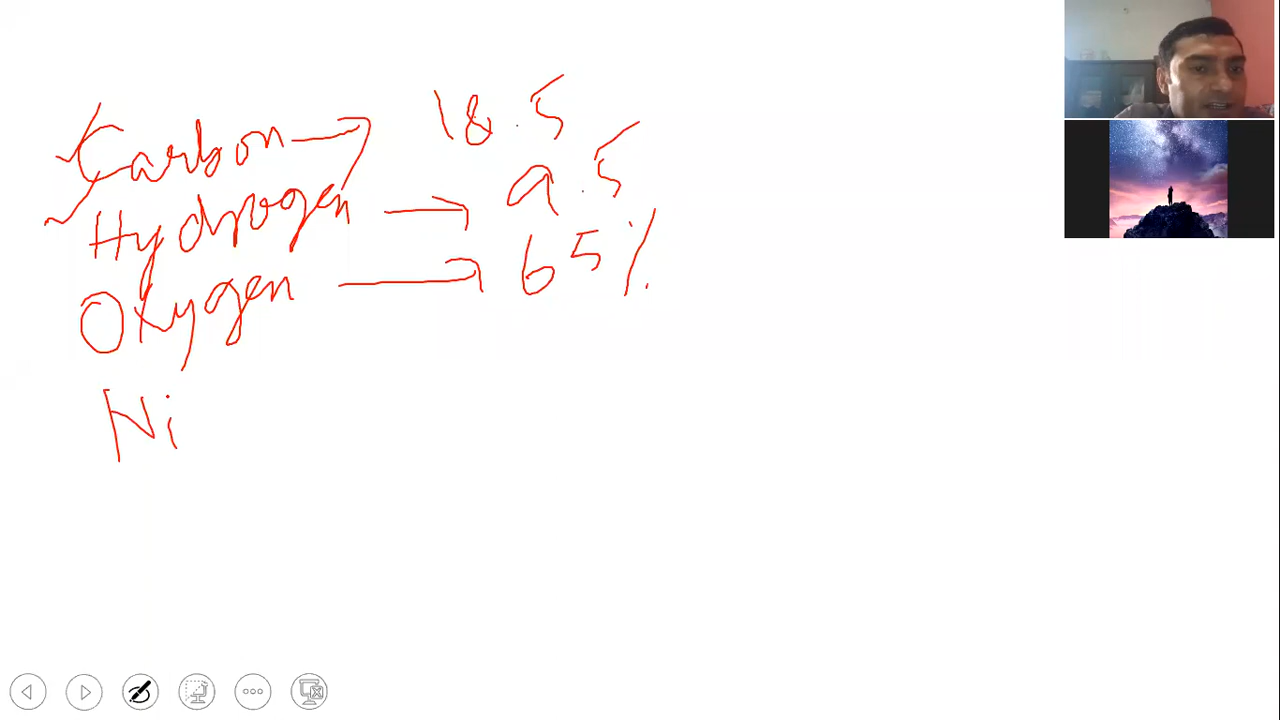 Carbon → 18.5
Hydrogen → 9.5
Oxygen → 65%
Ni